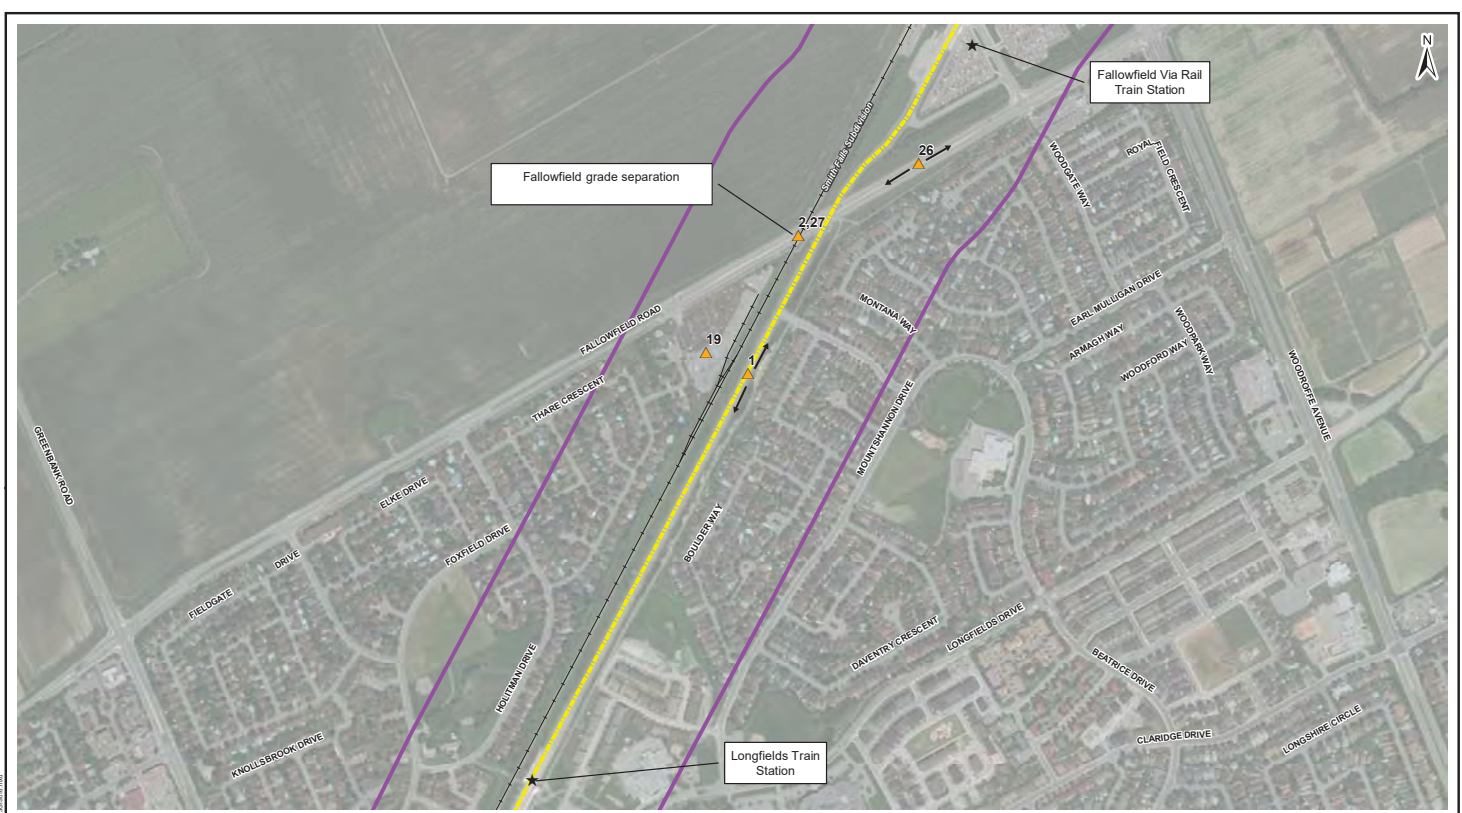 N
Fallowfield Via Rail
Train Station
Smith Falls Subdivision
26
WOODGATE WAY
ROYAL
FIELD CRESCENT
Fallowfield grade separation
2,27
MONTANA WAY
EARL MULLIGAN DRIVE
ARMAGH WAY
WOODFORD WAY
WOODPARK WAY
WOODROFFE AVENUE
FALLOWFIELD ROAD
19
1
THARE CRESCENT
MOUNTSHANNON DRIVE
GREENBANK ROAD
ELKE DRIVE
FOXFIELD DRIVE
BOULDER WAY
FIELDGATE
DRIVE
DAVENTRY CRESCENT
LONGFIELDS DRIVE
BEATRICE DRIVE
HOLITMAN DRIVE
KNOLLSBROOK DRIVE
CLARIDGE DRIVE
LONGSHIRE CIRCLE
Longfields Train
Station